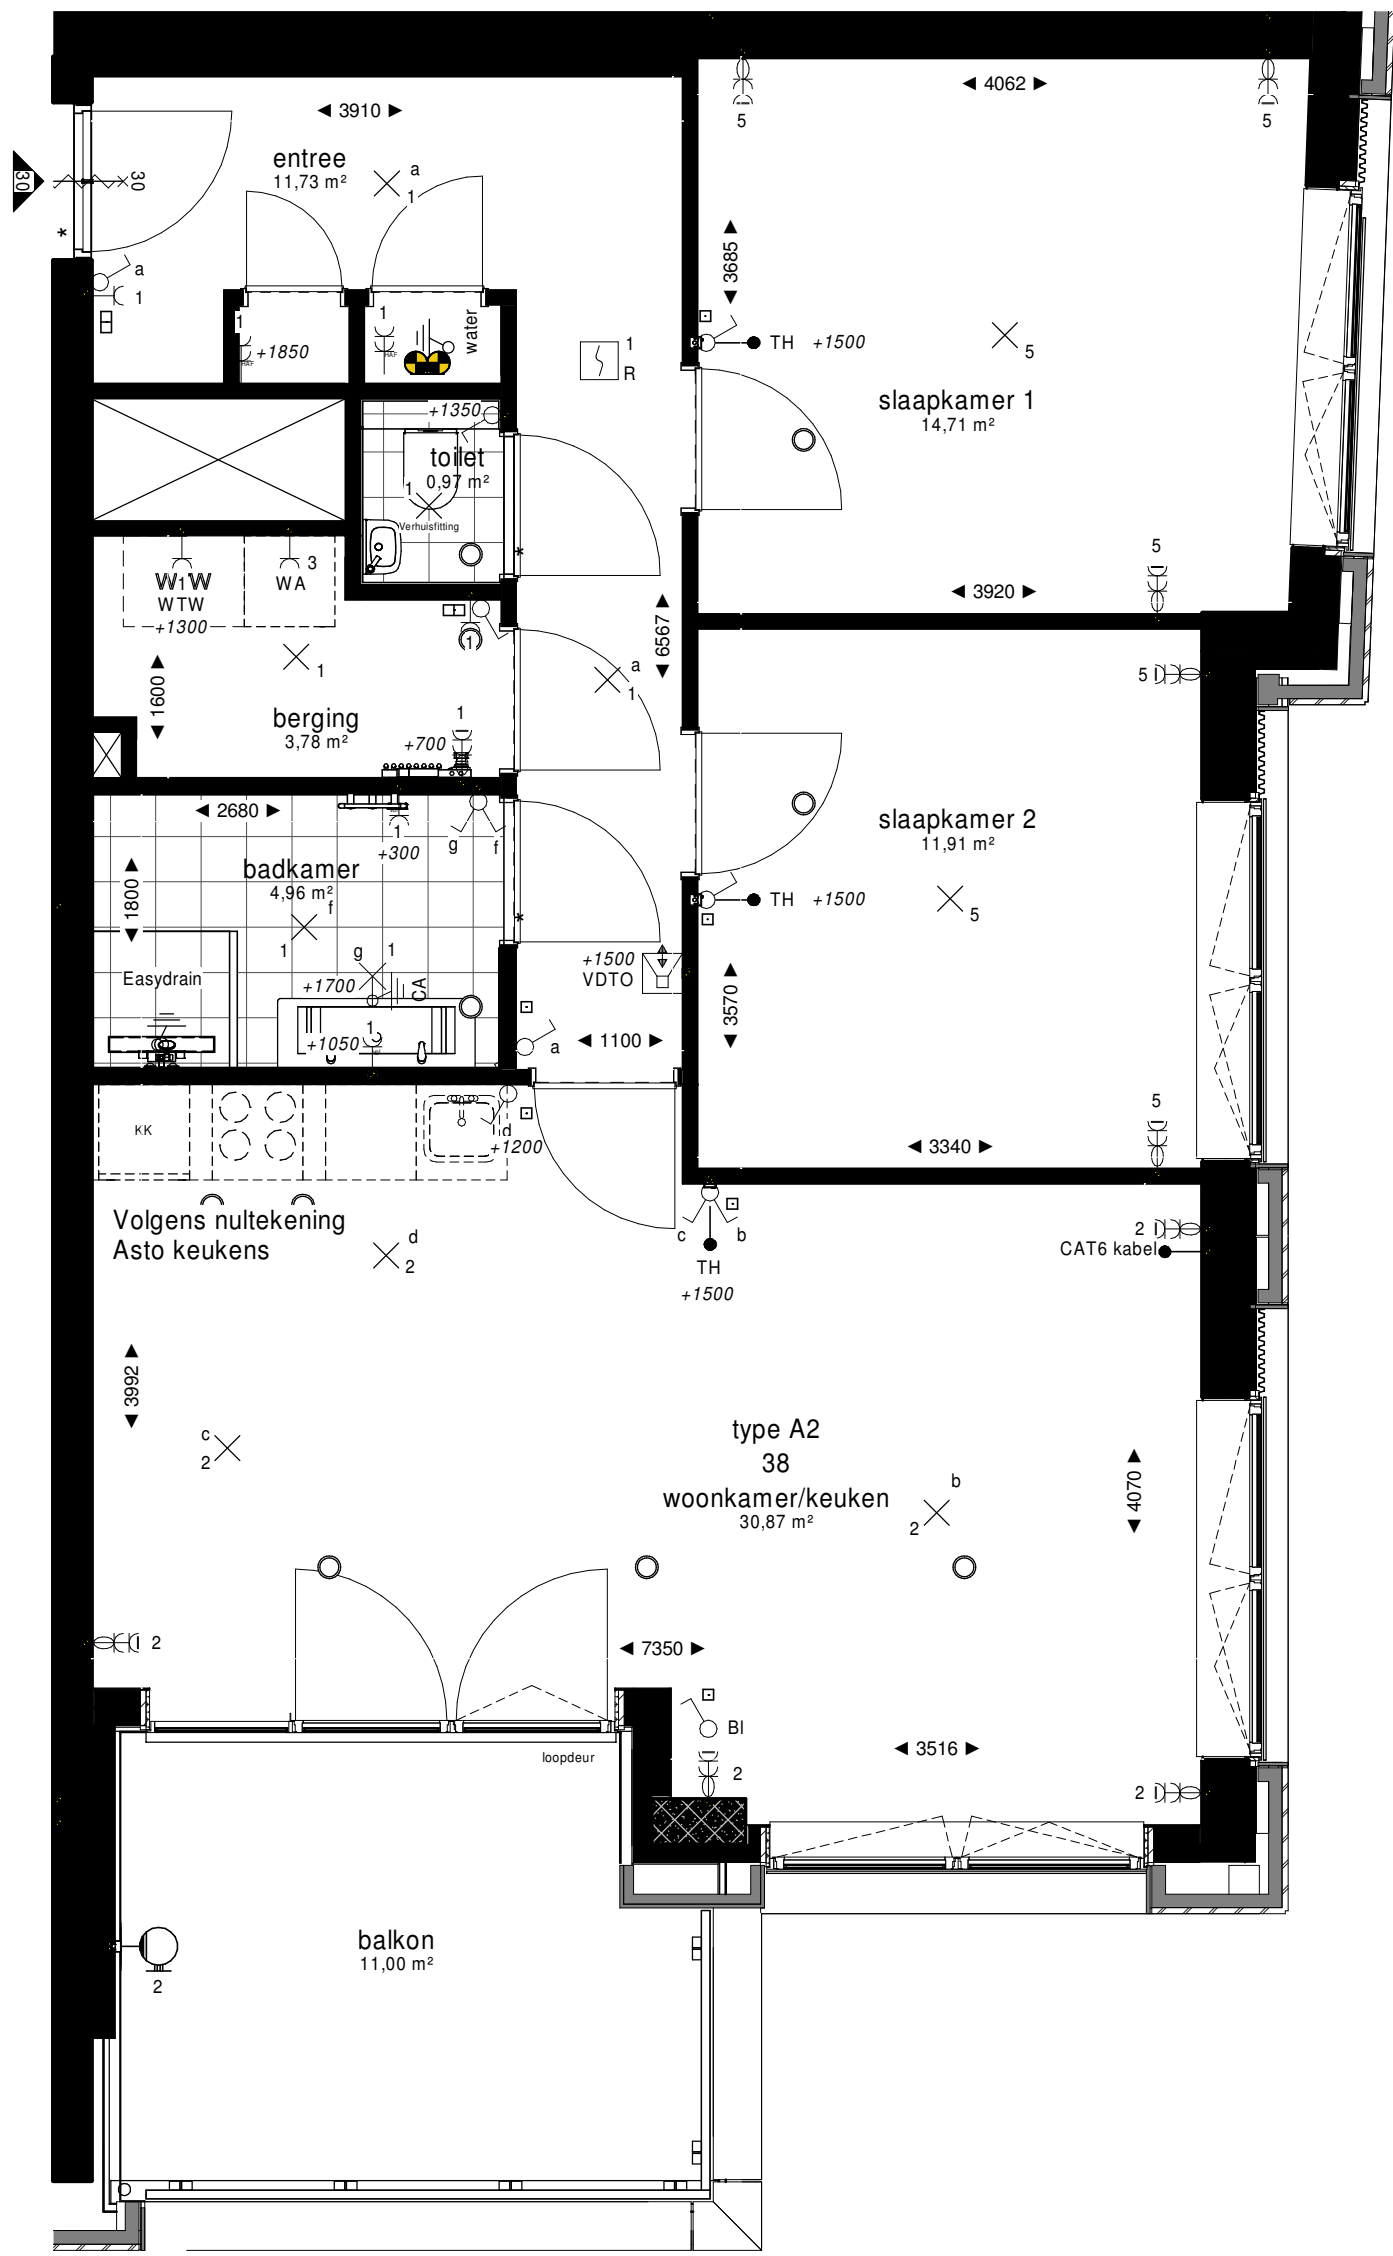 3910
4062
5
5
entree
11,73 m²
a
1
30
30
*
a
1
3685
1
+1850
HAF
1
HAF
water
1
R
TH +1500
5
slaapkamer 1
14,71 m²
+1350
toilet
0,97 m²
1
Verhuisfitting
*
WTW
1
WTW
+1300
3
WA
5
3920
1
1
1600
6567
a
1
5
berging
3,78 m²
1
+700
2680
1
+300
g
f
slaapkamer 2
11,91 m²
badkamer
4,96 m²
f
1
1800
*
TH +1500
5
Easydrain
g
1
+1700
CA
+1500
VDTO
3570
1
+1050
a
1100
KK
d
+1200
5
3340
Volgens nultekening
Asto keukens
d
2
c
b
TH
+1500
2
CAT6 kabel
3992
c
2
type A2
38
woonkamer/keuken
30,87 m²
b
2
4070
2
7350
BI
2
3516
2
loopdeur
balkon
11,00 m²
2